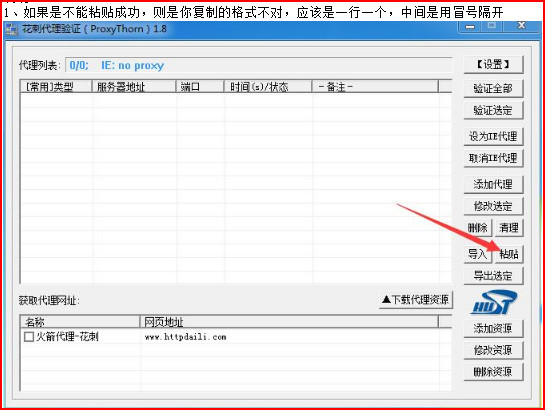 1、如果是不能粘贴成功，则是你复制的格式不对，应该是一行一个，中间是用冒号隔开
花刺代理验证（ProxyThorn）1.8
代理列表: 0/0; IE: no proxy
【设置】
[常用]类型 服务器地址 端口 时间(s)/状态 -备注-
验证全部
验证选定
设为IE代理
取消IE代理
添加代理
修改选定
删除 清理
导入 粘贴
导出选定
获取代理网址:
▲下载代理资源
HUST
名称 网页地址
火箭代理-花刺 www.httpdaili.com
添加资源
修改资源
删除资源